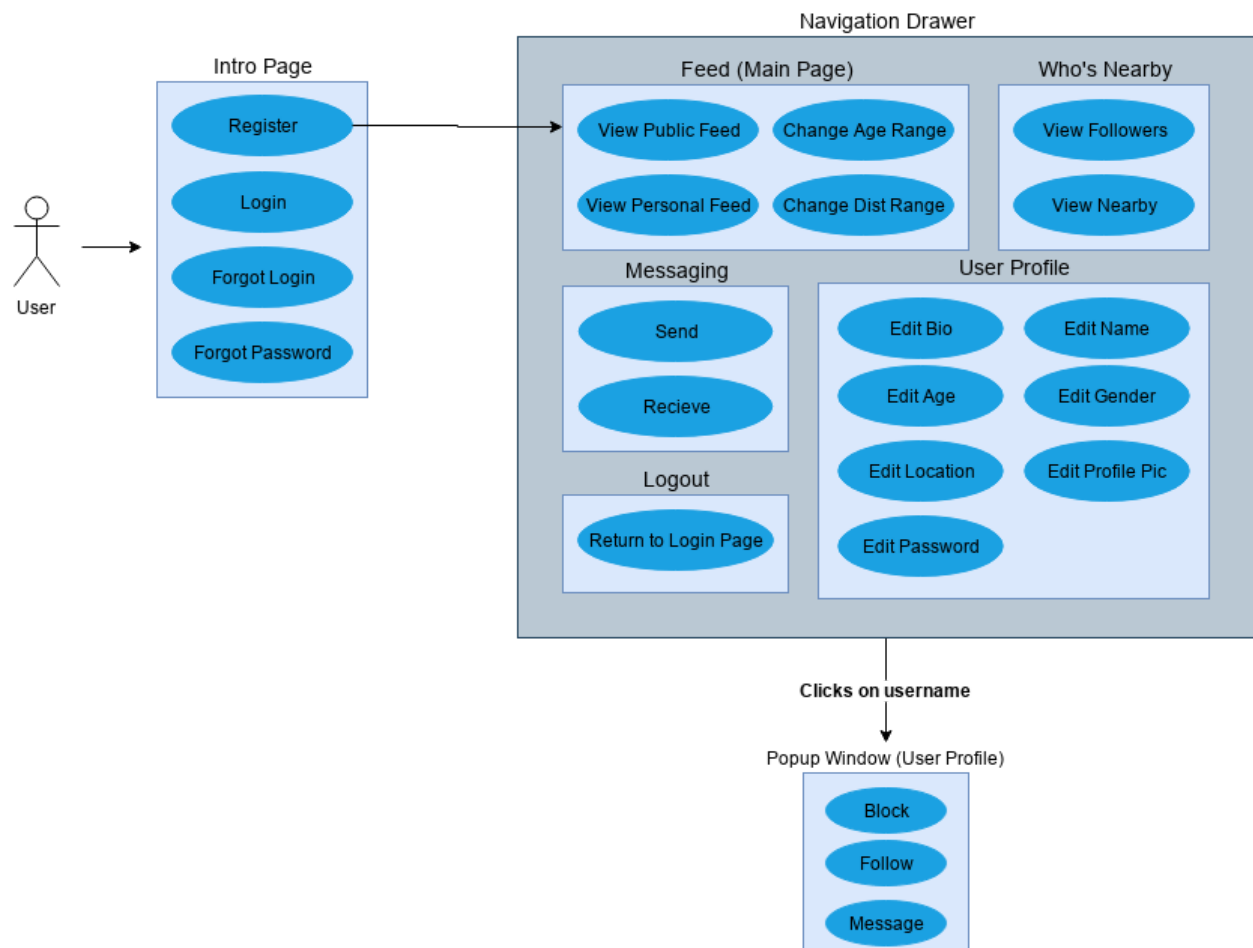 Navigation Drawer
Intro Page
Register
Login
Forgot Login
Forgot Password
User
Feed (Main Page)
View Public Feed
Change Age Range
View Personal Feed
Change Dist Range
Who's Nearby
View Followers
View Nearby
Messaging
Send
Recieve
User Profile
Edit Bio
Edit Name
Edit Age
Edit Gender
Edit Location
Edit Profile Pic
Edit Password
Logout
Return to Login Page
Clicks on username
Popup Window (User Profile)
Block
Follow
Message